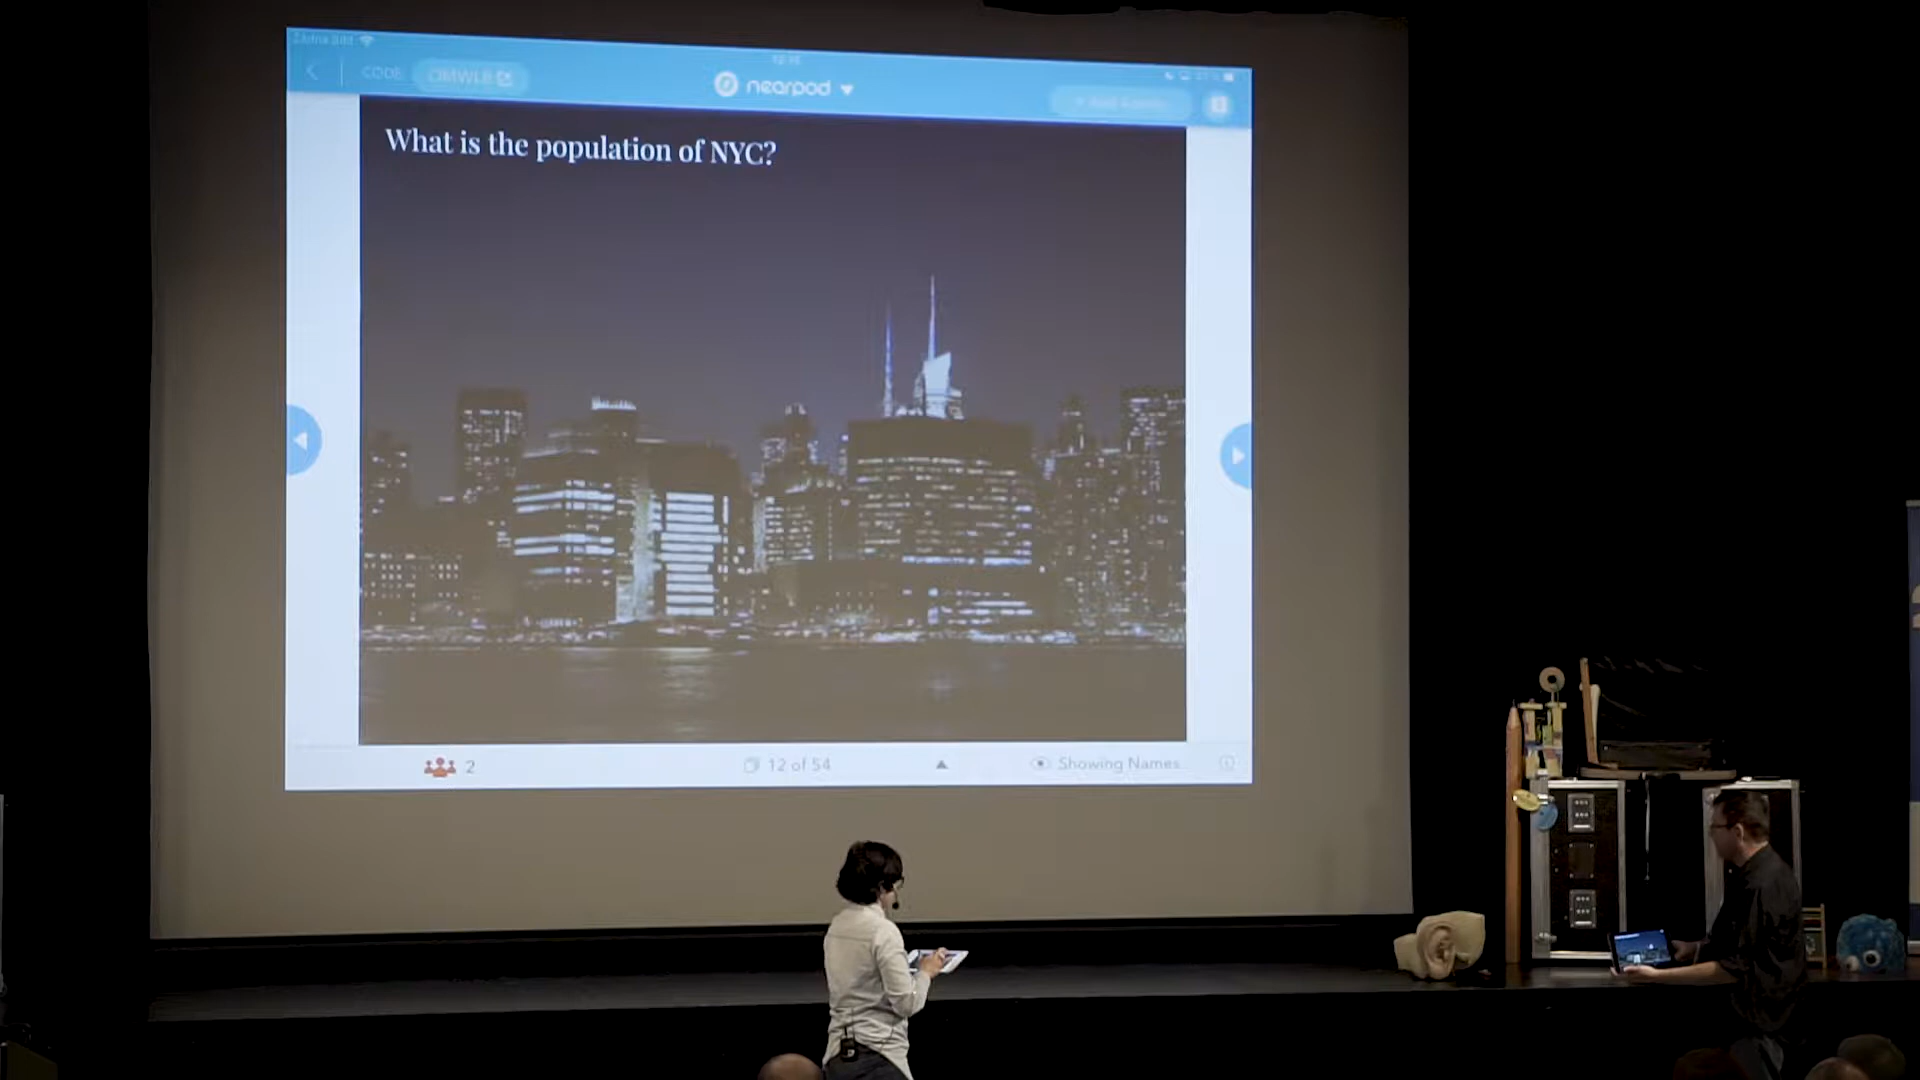 CODE
nearpod
What is the population of NYC?
2
12 of 54
Showing Names